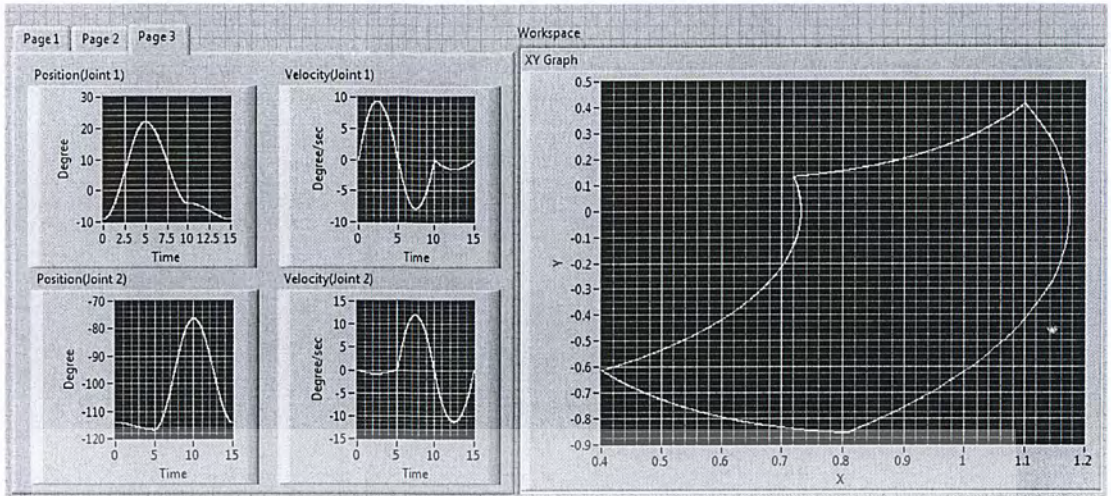 Page 1 Page 2 Page 3
Position(Joint 1)
30
20
10
0
-10
Degree
0 2.5 5 7.5 10 12.5 15
Time
Velocity(Joint 1)
10
5
0
-5
-10
Degree/sec
0 5 10 15
Time
Position(Joint 2)
-70
-80
-90
-100
-110
-120
Degree
0 5 10 15
Time
Velocity(Joint 2)
15
10
5
0
-5
-10
-15
Degree/sec
0 5 10 15
Time
Workspace
XY Graph
0.5
0.4
0.3
0.2
0.1
0
-0.1
-0.2
-0.3
-0.4
-0.5
-0.6
-0.7
-0.8
-0.9
Y
0.4 0.5 0.6 0.7 0.8 0.9 1 1.1 1.2
X